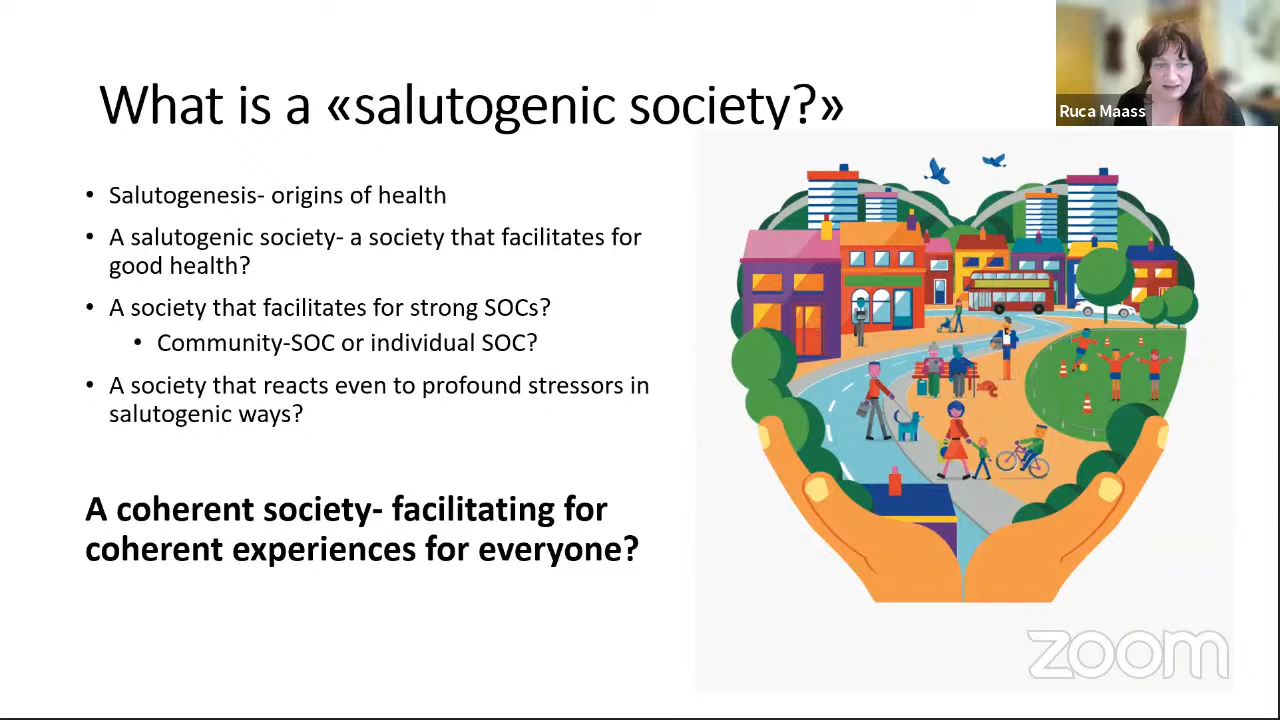 What is a «salutogenic society?»
Ruca Maass
• Salutogenesis- origins of health
• A salutogenic society- a society that facilitates for
good health?
• A society that facilitates for strong SOCs?
• Community-SOC or individual SOC?
• A society that reacts even to profound stressors in
salutogenic ways?
A coherent society- facilitating for
coherent experiences for everyone?
zoom